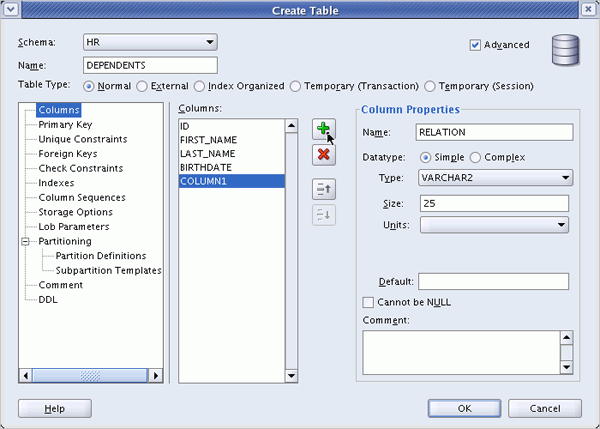 Create Table
Schema: HR
Advanced
Name: DEPENDENTS
Table Type: Normal External Index Organized Temporary (Transaction) Temporary (Session)
Columns
Primary Key
Unique Constraints
Foreign Keys
Check Constraints
Indexes
Column Sequences
Storage Options
Lob Parameters
Partitioning
Partition Definitions
Subpartition Templates
Comment
DDL
Columns:
ID
FIRST_NAME
LAST_NAME
BIRTHDATE
COLUMN1
Column Properties
Name: RELATION
Datatype: Simple Complex
Type: VARCHAR2
Size: 25
Units:
Default:
Cannot be NULL
Comment:
Help
OK
Cancel